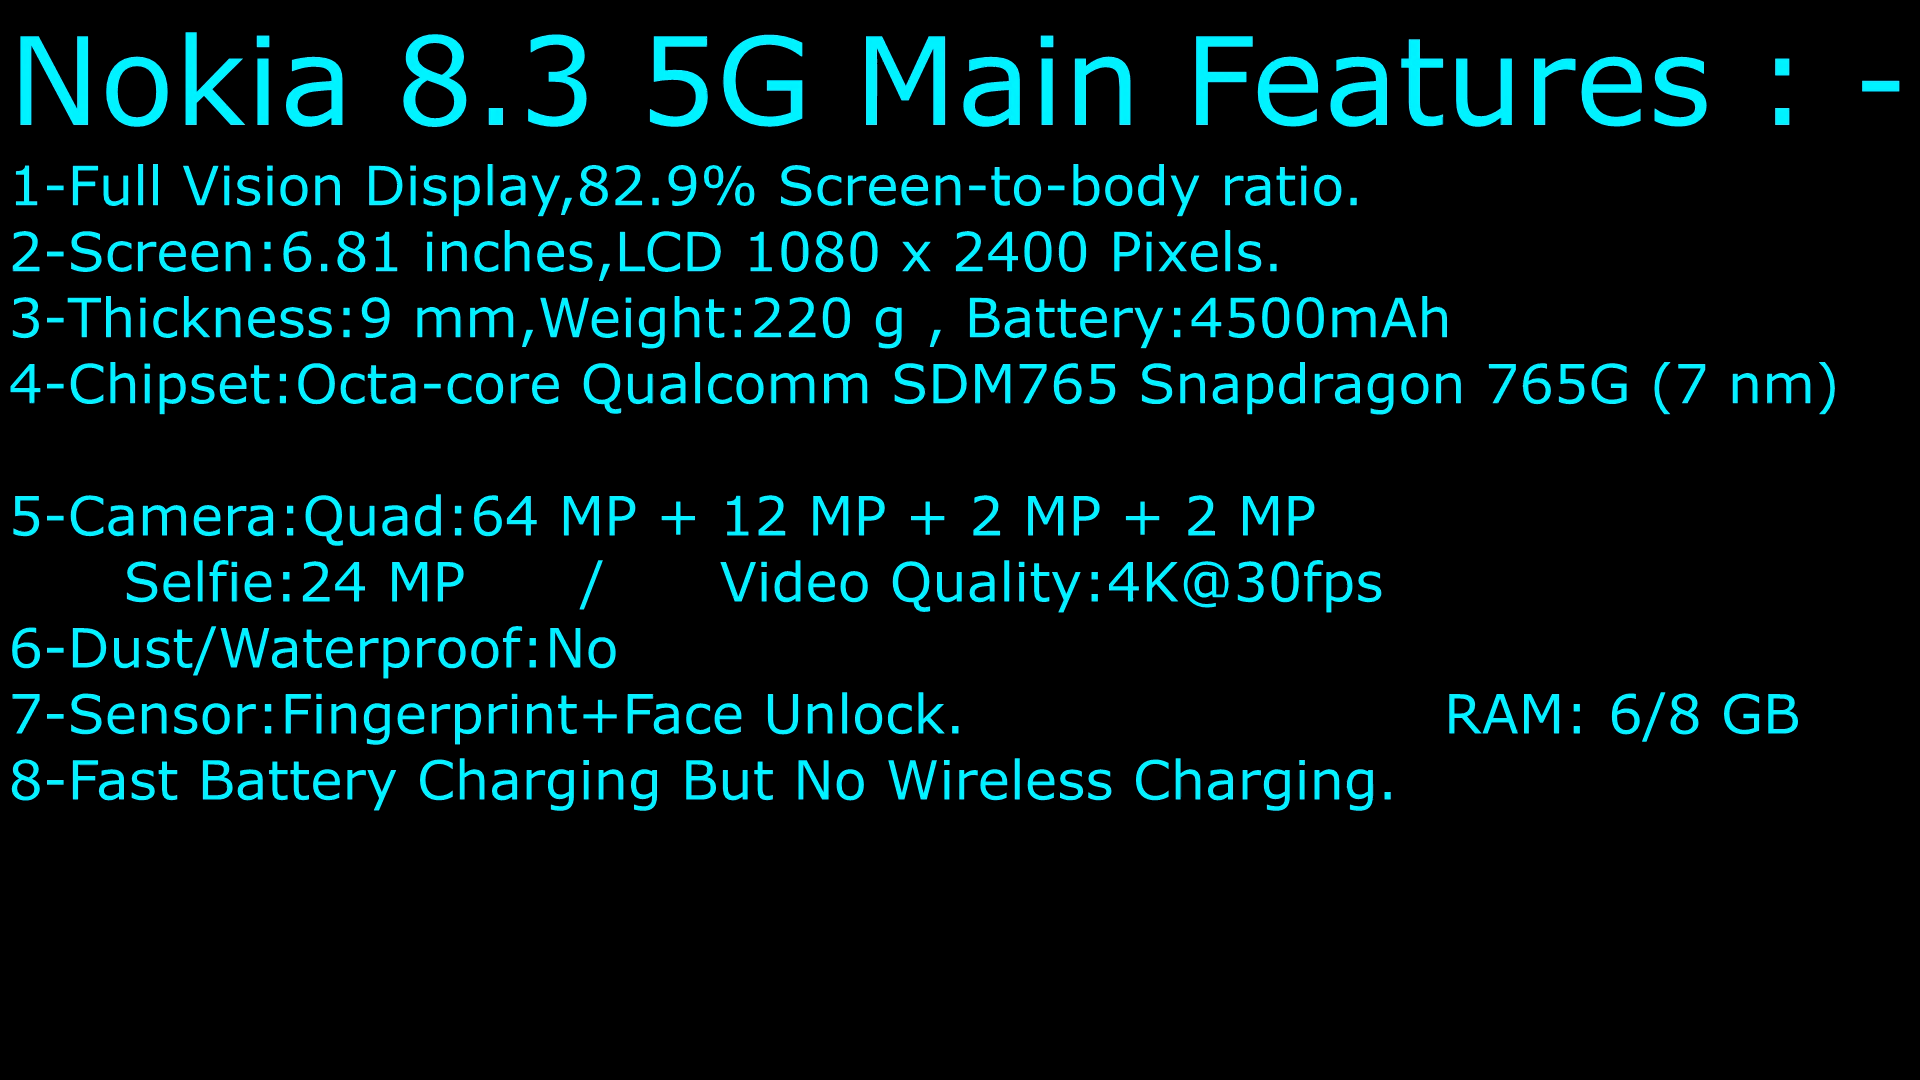 Nokia 8.3 5G Main Features : -
1-Full Vision Display,82.9% Screen-to-body ratio.
2-Screen:6.81 inches,LCD 1080 x 2400 Pixels.
3-Thickness:9 mm,Weight:220 g , Battery:4500mAh
4-Chipset:Octa-core Qualcomm SDM765 Snapdragon 765G (7 nm)
5-Camera:Quad:64 MP + 12 MP + 2 MP + 2 MP
Selfie:24 MP / Video Quality:4K@30fps
6-Dust/Waterproof:No
7-Sensor:Fingerprint+Face Unlock. RAM: 6/8 GB
8-Fast Battery Charging But No Wireless Charging.